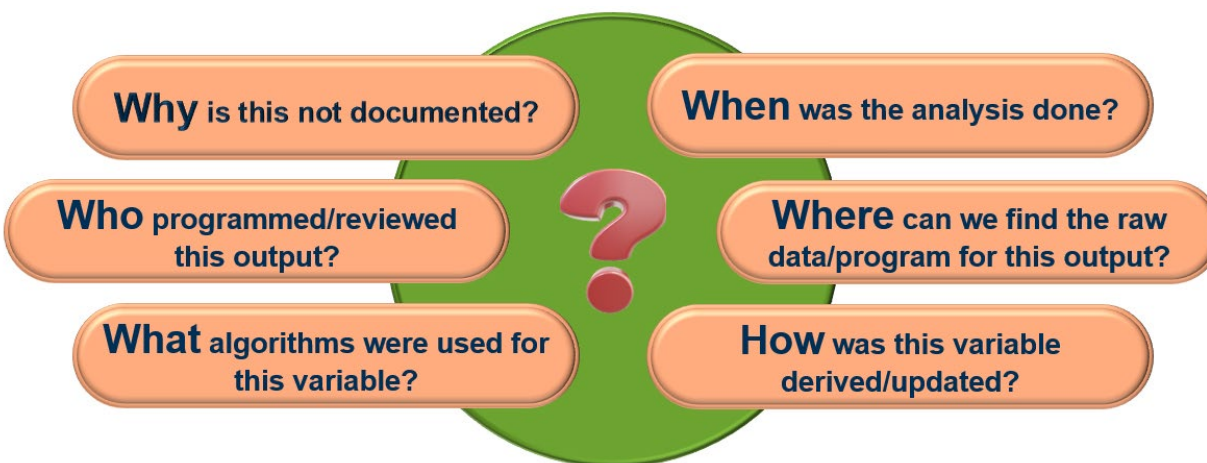 Why is this not documented?
When was the analysis done?
Who programmed/reviewed
this output?
Where can we find the raw
data/program for this output?
What algorithms were used for
this variable?
How was this variable
derived/updated?
?